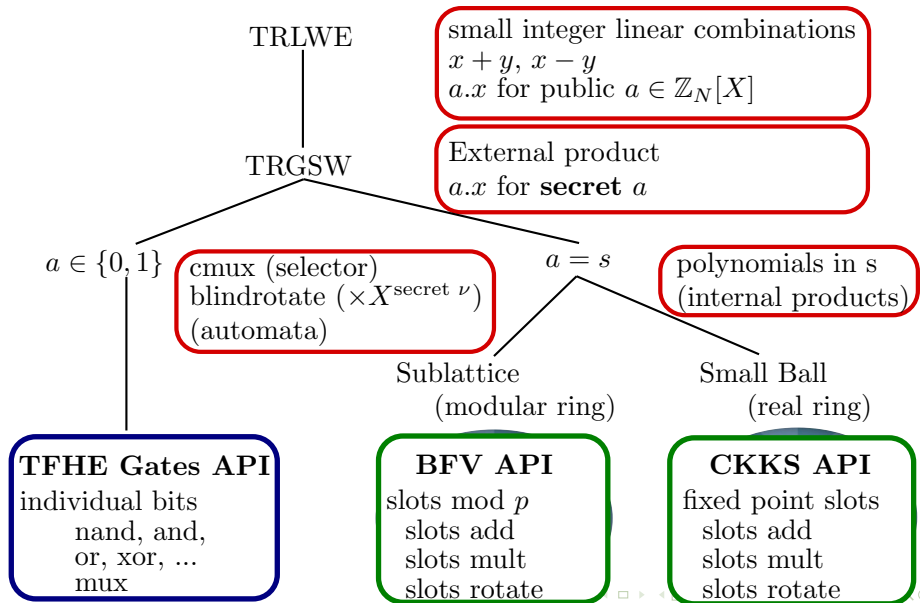 TRLWE
small integer linear combinations
x + y, x − y
a.x for public a ∈ ℤ_N[X]
TRGSW
External product
a.x for secret a
a ∈ {0, 1}
cmux (selector)
blindrotate (×X^{secret ν})
(automata)
a = s
polynomials in s
(internal products)
Sublattice
(modular ring)
Small Ball
(real ring)
TFHE Gates API
individual bits
nand, and,
or, xor, ...
mux
BFV API
slots mod p
slots add
slots mult
slots rotate
CKKS API
fixed point slots
slots add
slots mult
slots rotate